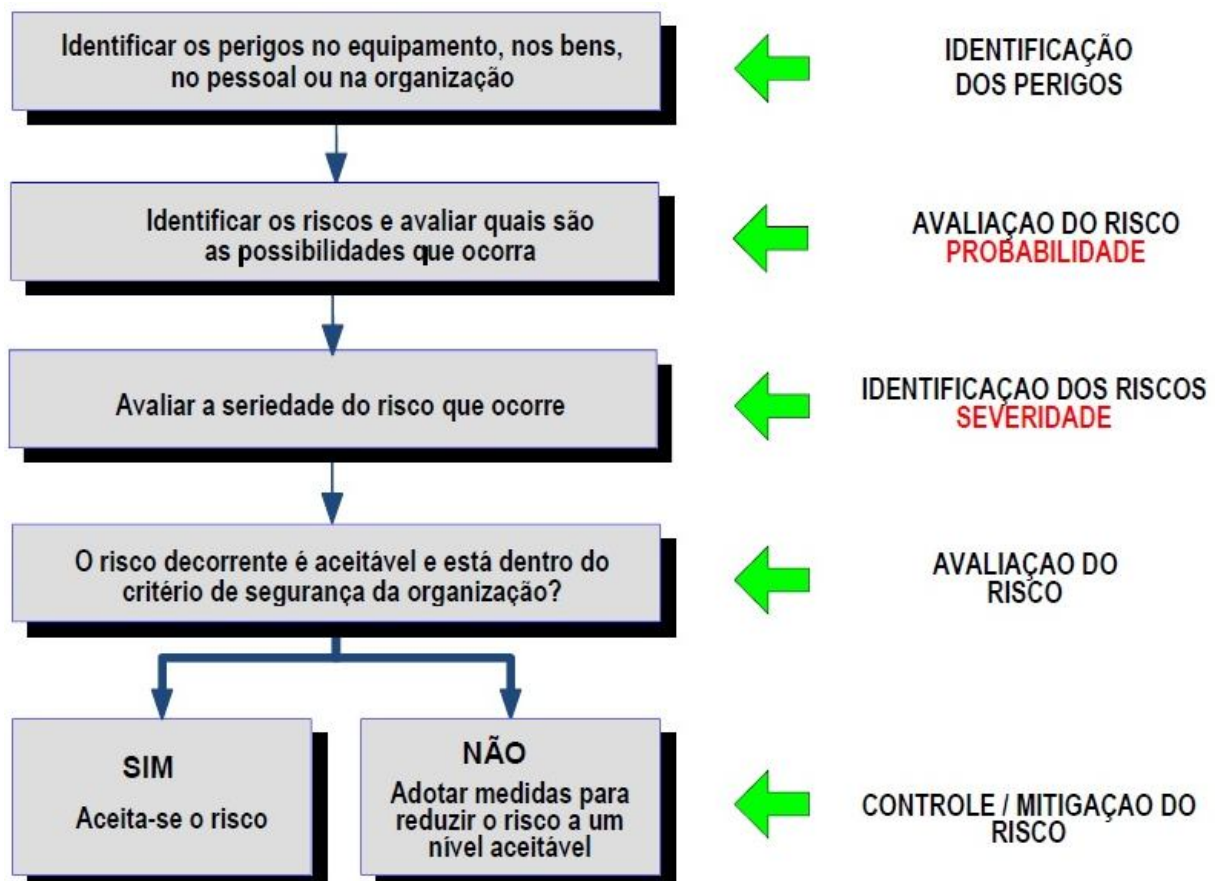 Identificar os perigos no equipamento, nos bens,
no pessoal ou na organização
IDENTIFICAÇÃO
DOS PERIGOS
Identificar os riscos e avaliar quais são
as possibilidades que ocorra
AVALIAÇAO DO RISCO
PROBABILIDADE
Avaliar a seriedade do risco que ocorre
IDENTIFICAÇAO DOS RISCOS
SEVERIDADE
O risco decorrente é aceitável e está dentro do
critério de segurança da organização?
AVALIAÇAO DO
RISCO
SIM
Aceita-se o risco
NÃO
Adotar medidas para
reduzir o risco a um
nível aceitável
CONTROLE / MITIGAÇAO DO
RISCO